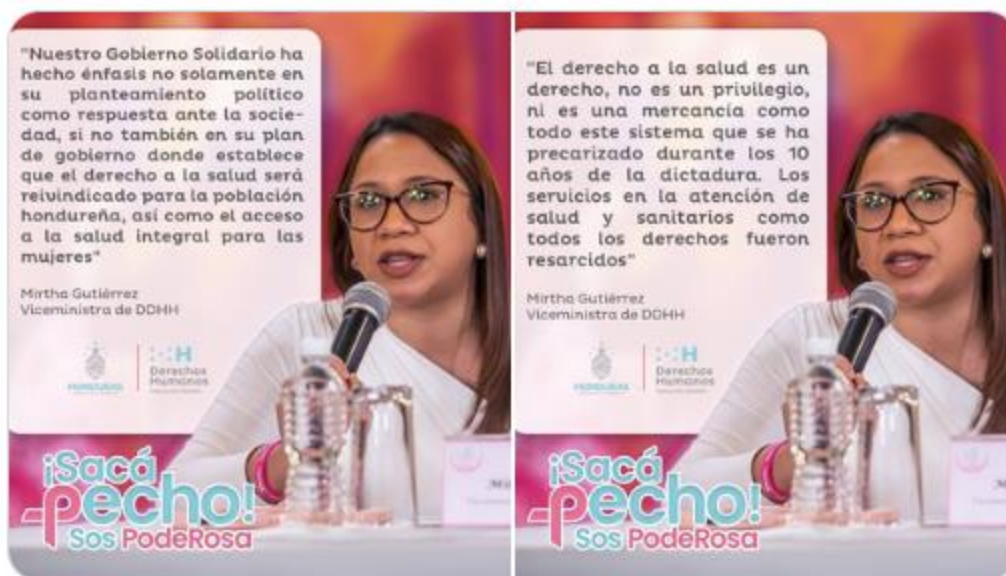 "Nuestro Gobierno Solidario ha
hecho énfasis no solamente en
su planteamiento político
como respuesta ante la socie-
dad, si no también en su plan
de gobierno donde establece
que el derecho a la salud será
reivindicado para la población
hondureña, así como el acceso
a la salud integral para las
mujeres"
Mirtha Gutiérrez
Viceministra de DDHH
HONDURAS
Derechos
Humanos
¡Sacá
pecho!
Sos PodeRosa
"El derecho a la salud es un
derecho, no es un privilegio,
ni es una mercancía como
todo este sistema que se ha
precarizado durante los 10
años de la dictadura. Los
servicios en la atención de
salud y sanitarios como
todos los derechos fueron
resarcidos"
Mirtha Gutiérrez
Viceministra de DDHH
HONDURAS
Derechos
Humanos
¡Sacá
pecho!
Sos PodeRosa